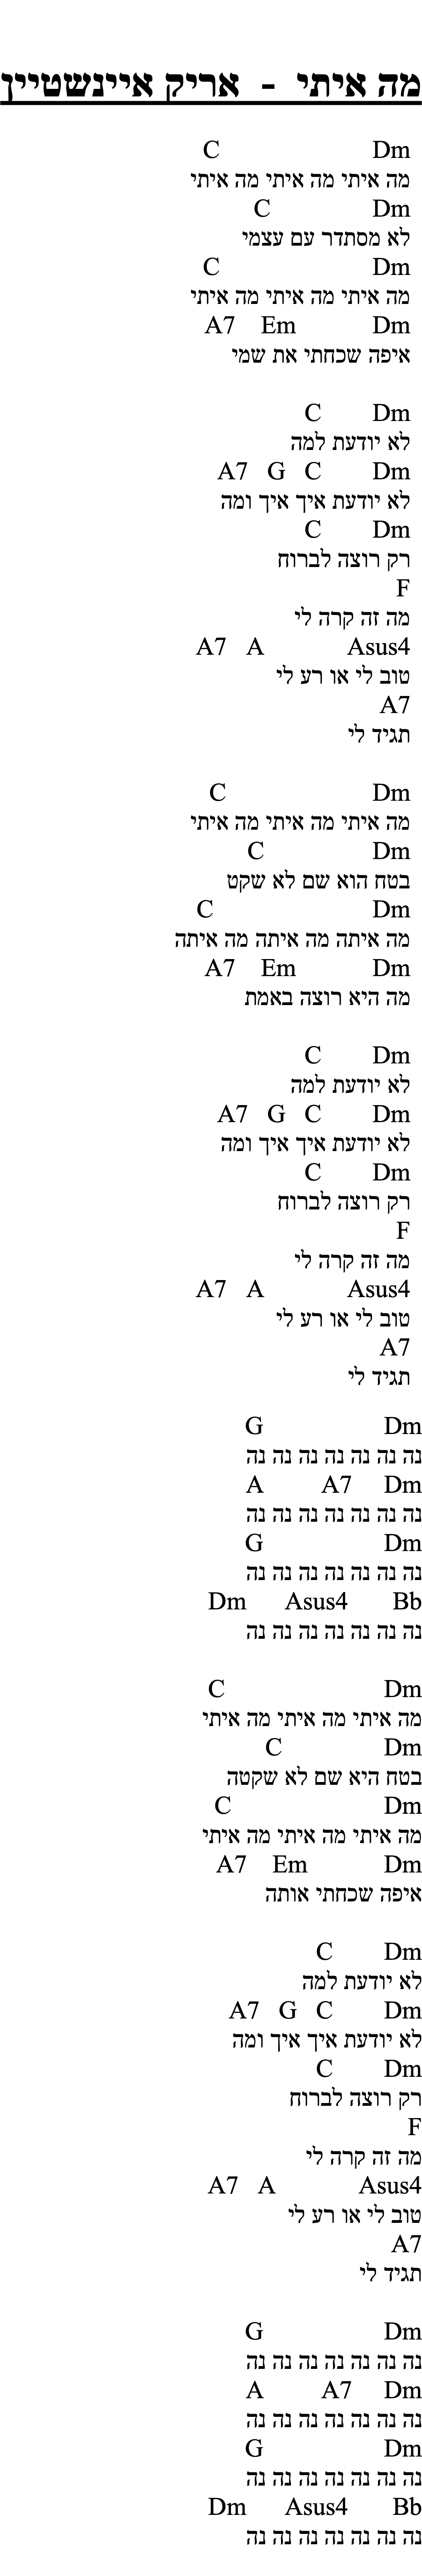 מה איתי - אריק איינשטיין
Dm C
מה איתי מה איתי מה איתי
Dm C
לא מסתדר עם עצמי
Dm C
מה איתי מה איתי מה איתי
Dm Em A7
איפה שכחתי את שמי
Dm C
לא יודעת למה
Dm C G A7
לא יודעת איך איך ומה
Dm C
רק רוצה לברוח
F
מה זה קרה לי
Asus4 A A7
טוב לי או רע לי
A7
תגיד לי
Dm C
מה איתי מה איתי מה איתי
Dm C
בטח הוא שם לא שקט
Dm C
מה איתה מה איתה מה איתה
Dm Em A7
מה היא רוצה באמת
Dm C
לא יודעת למה
Dm C G A7
לא יודעת איך איך ומה
Dm C
רק רוצה לברוח
F
מה זה קרה לי
Asus4 A A7
טוב לי או רע לי
A7
תגיד לי
Dm G
נה נה נה נה נה נה נה
Dm A7 A
נה נה נה נה נה נה נה
Dm G
נה נה נה נה נה נה נה
Bb Asus4 Dm
נה נה נה נה נה נה נה
Dm C
מה איתי מה איתי מה איתי
Dm C
בטח היא שם לא שקטה
Dm C
מה איתי מה איתי מה איתי
Dm Em A7
איפה שכחתי אותה
Dm C
לא יודעת למה
Dm C G A7
לא יודעת איך איך ומה
Dm C
רק רוצה לברוח
F
מה זה קרה לי
Asus4 A A7
טוב לי או רע לי
A7
תגיד לי
Dm G
נה נה נה נה נה נה נה
Dm A7 A
נה נה נה נה נה נה נה
Dm G
נה נה נה נה נה נה נה
Bb Asus4 Dm
נה נה נה נה נה נה נה